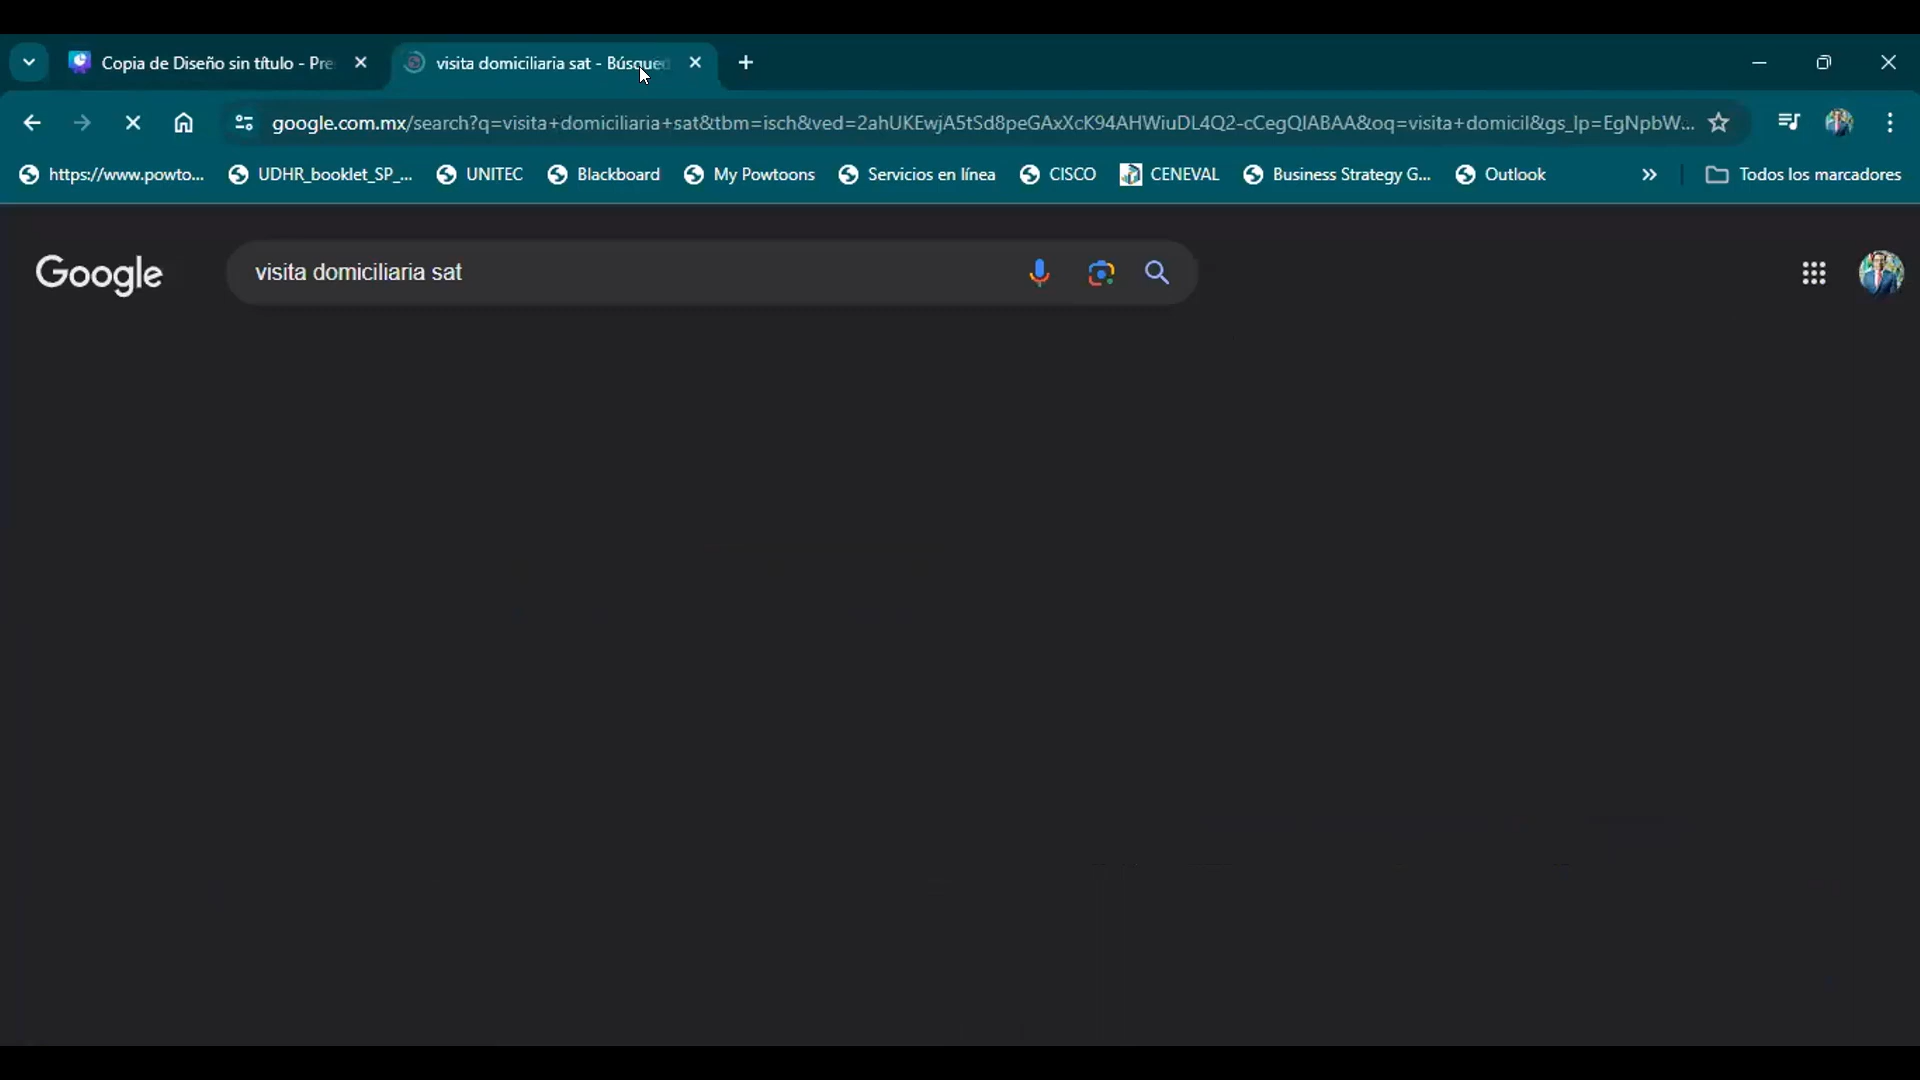 Copia de Diseño sin título - Pre
visita domiciliaria sat - Búsqued
google.com.mx/search?q=visita+domiciliaria+sat&tbm=isch&ved=2ahUKEwjA5tSd8peGAxXcK94AHWiuDL4Q2-cCegQIABAA&oq=visita+domicil&gs_lp=EgNpbW...
https://www.powto... UDHR_booklet_SP_... UNITEC Blackboard My Powtoons Servicios en línea CISCO CENEVAL Business Strategy G... Outlook Todos los marcadores
Google
visita domiciliaria sat